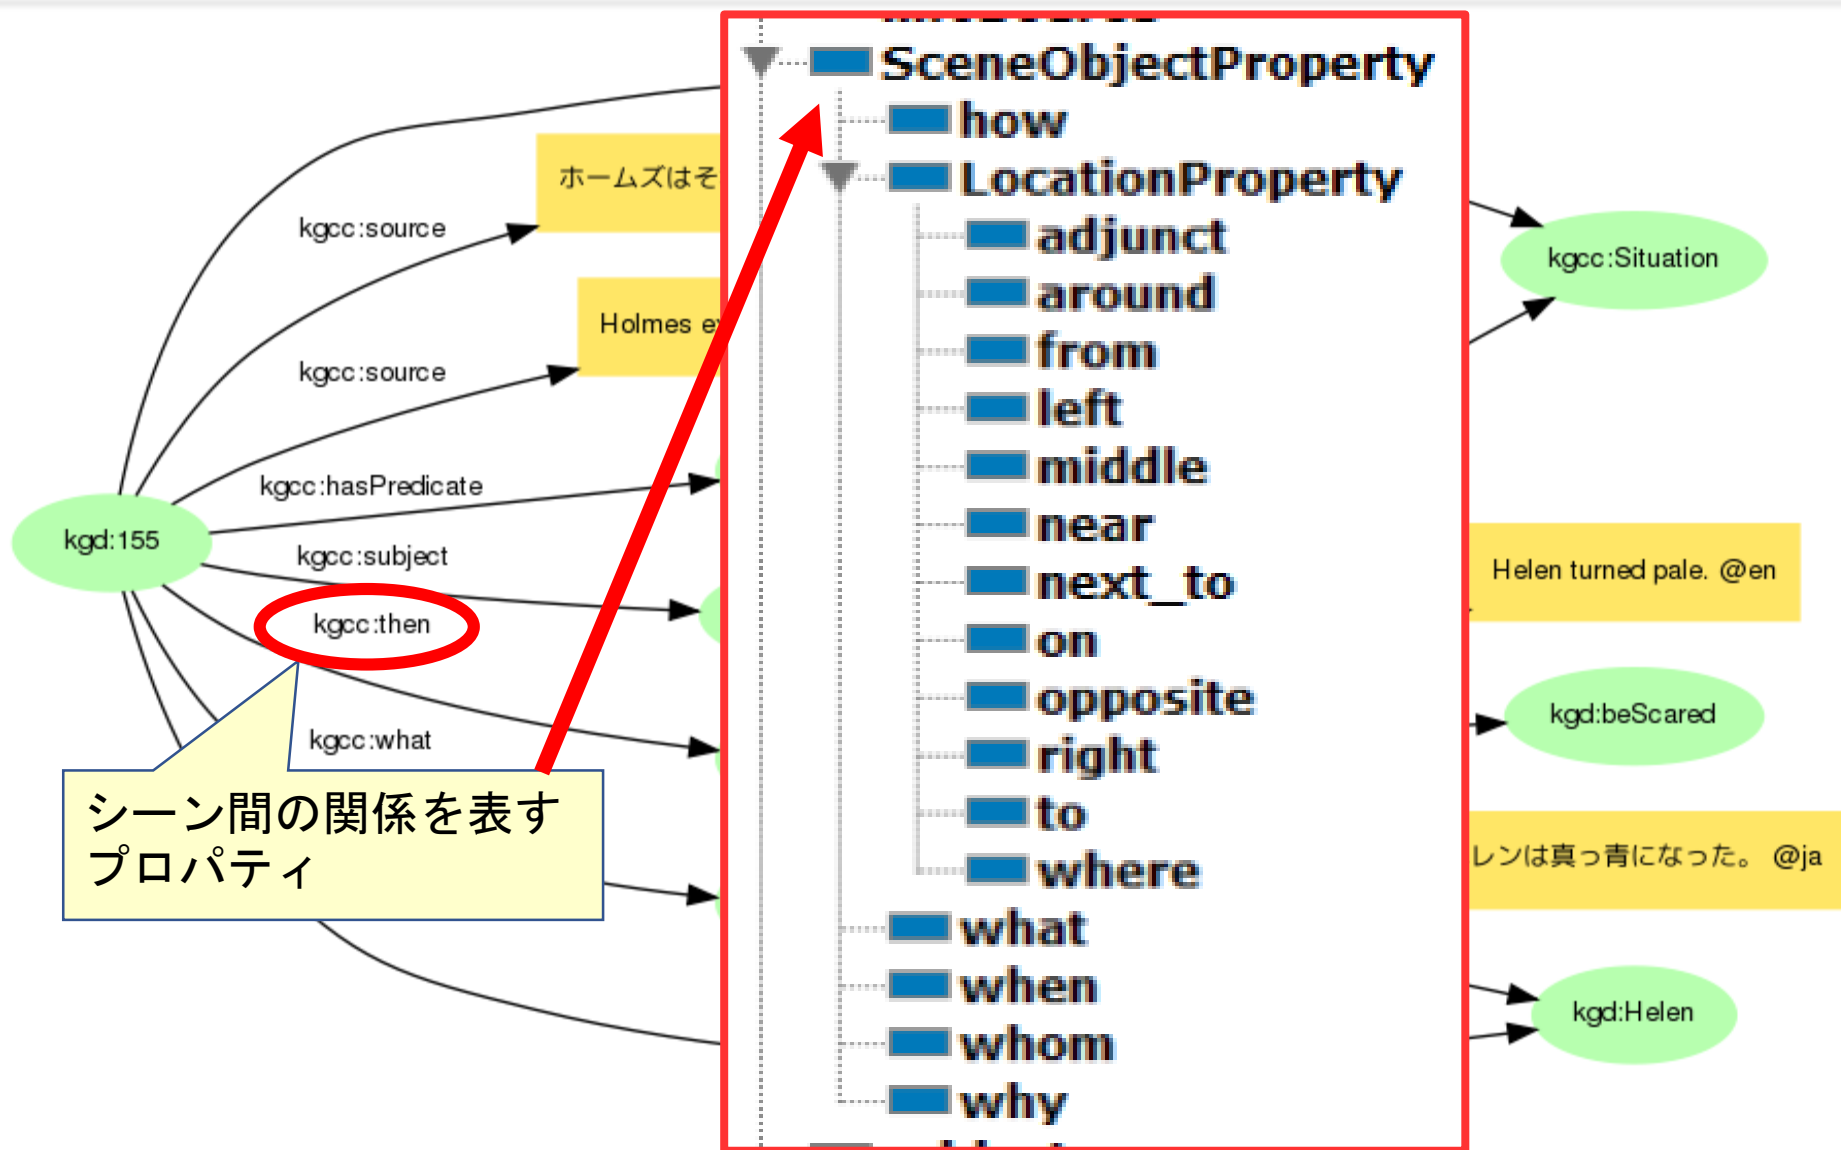 SceneObjectProperty
how
LocationProperty
adjunct
around
from
left
middle
near
next_to
on
opposite
right
to
where
what
when
whom
why
kgcc:source
ホームズはそ
kgcc:source
Holmes
kgcc:hasPredicate
kgd:155
kgcc:subject
kgcc:then
kgcc:what
シーン間の関係を表す
プロパティ
kgcc:Situation
Helen turned pale. @en
kgd:beScared
レンは真っ青になった。 @ja
kgd:Helen